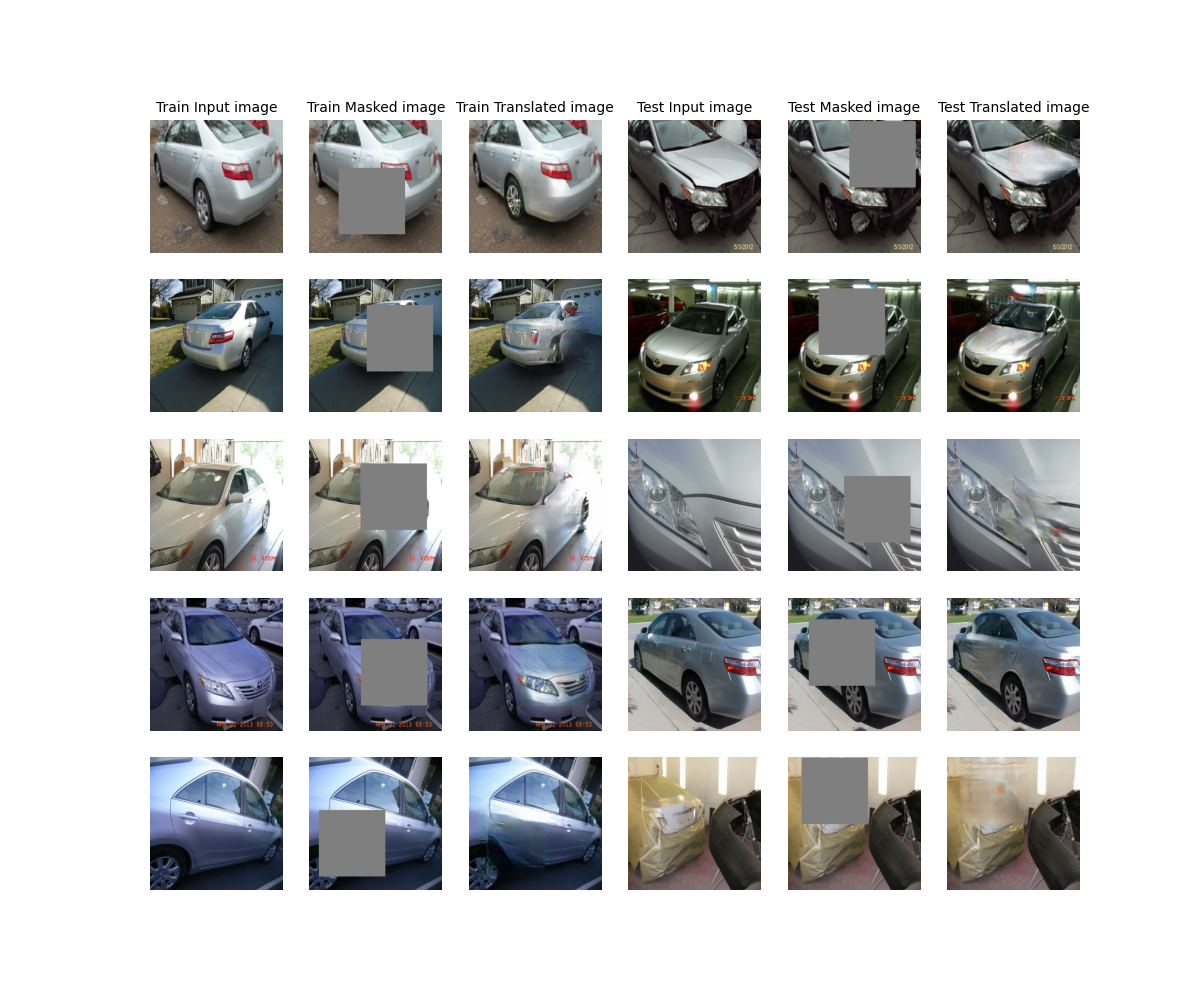 Train Input image
Train Masked image
Train Translated image
Test Input image
Test Masked image
Test Translated image
5/3/2012
5/3/2012
5/3/2012